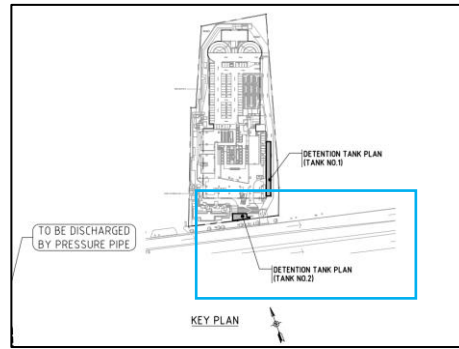 DETENTION TANK PLAN
(TANK NO.1)
TO BE DISCHARGED
BY PRESSURE PIPE
DETENTION TANK PLAN
(TANK NO.2)
KEY PLAN